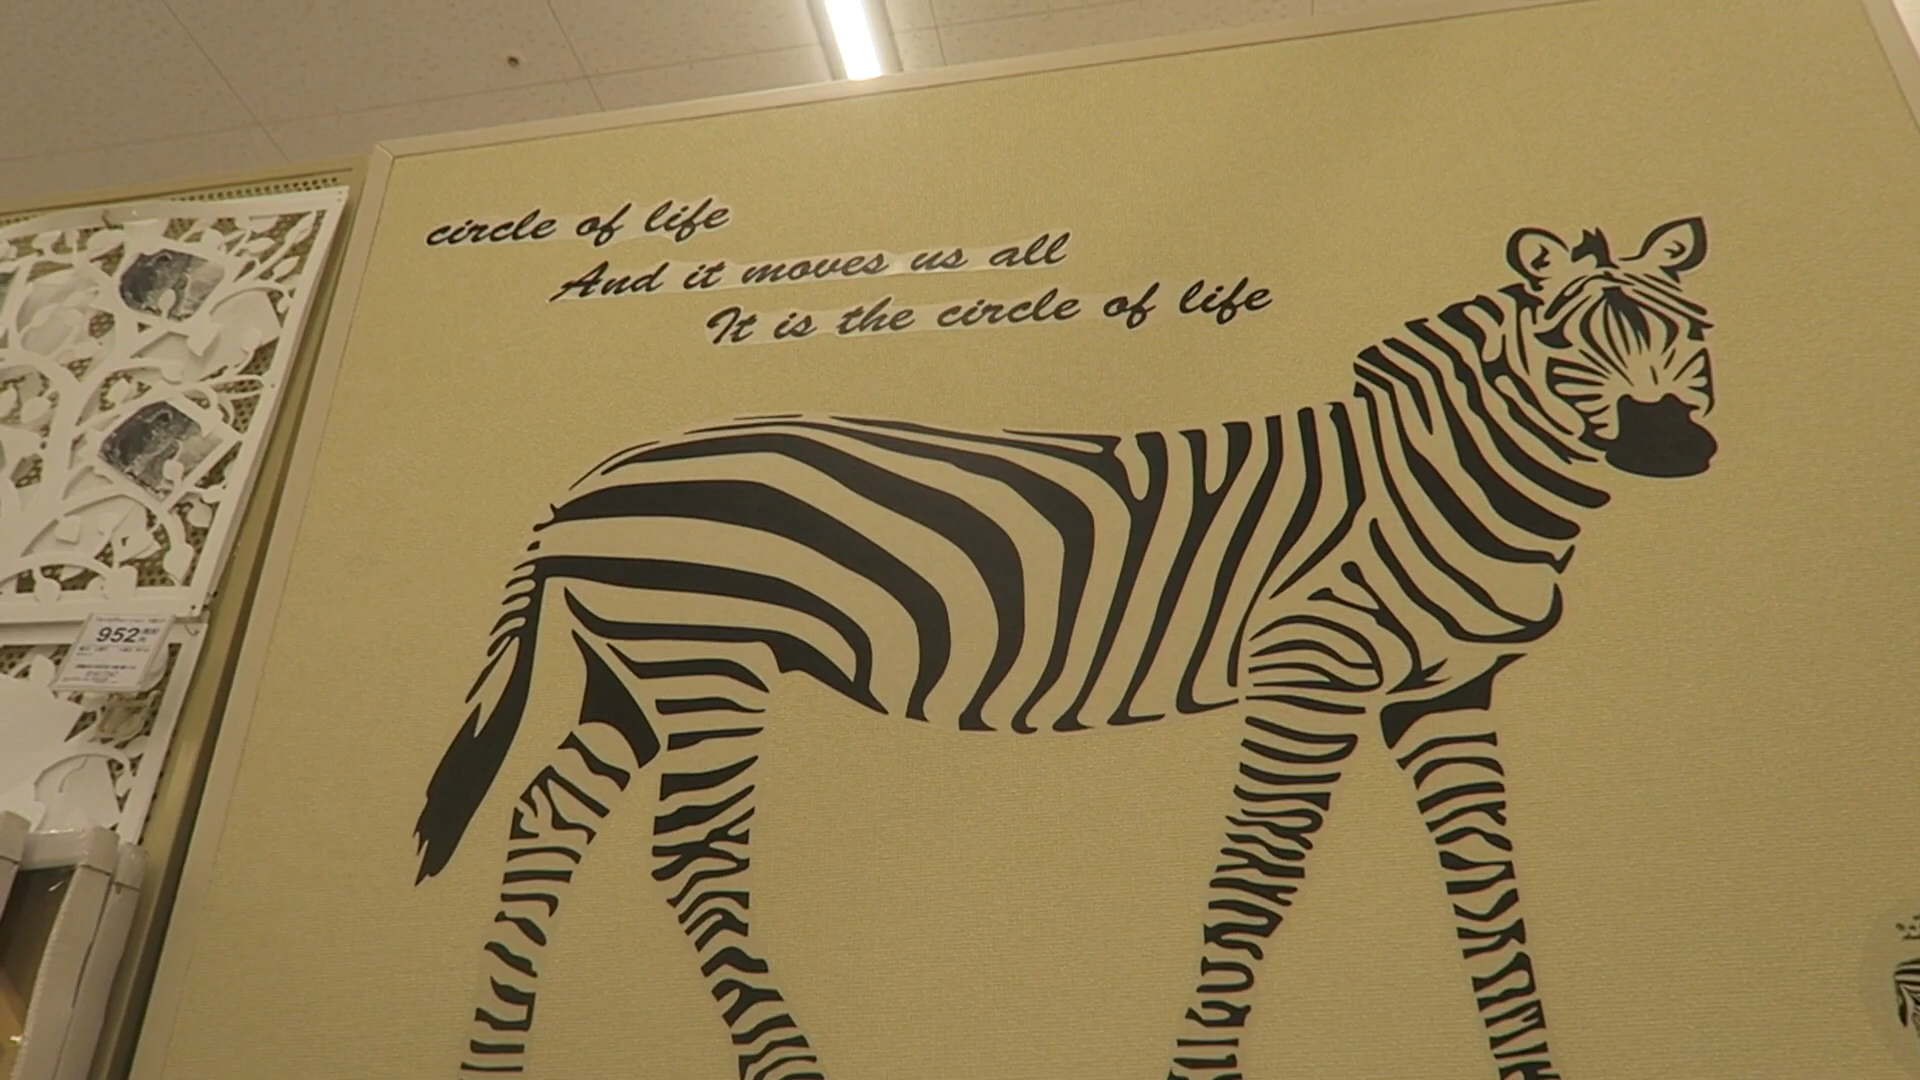 circle of life
And it moves us all
It is the circle of life
952